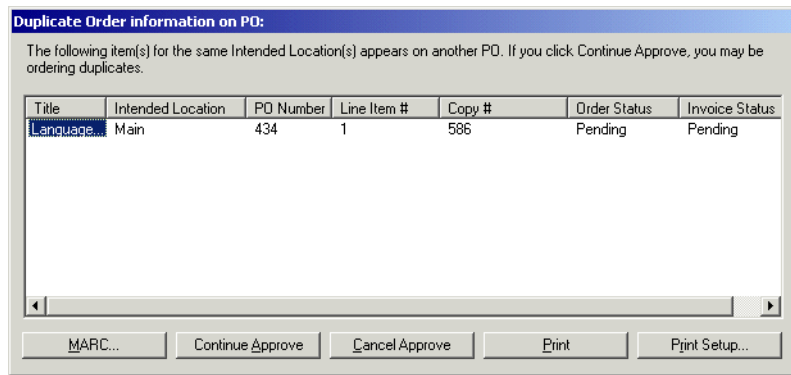 Duplicate Order information on PO:
The following item(s) for the same Intended Location(s) appears on another PO. If you click Continue Approve, you may be
ordering duplicates.
Title Intended Location PO Number Line Item # Copy # Order Status Invoice Status
Language... Main 434 1 586 Pending Pending
MARC... Continue Approve Cancel Approve Print Print Setup...